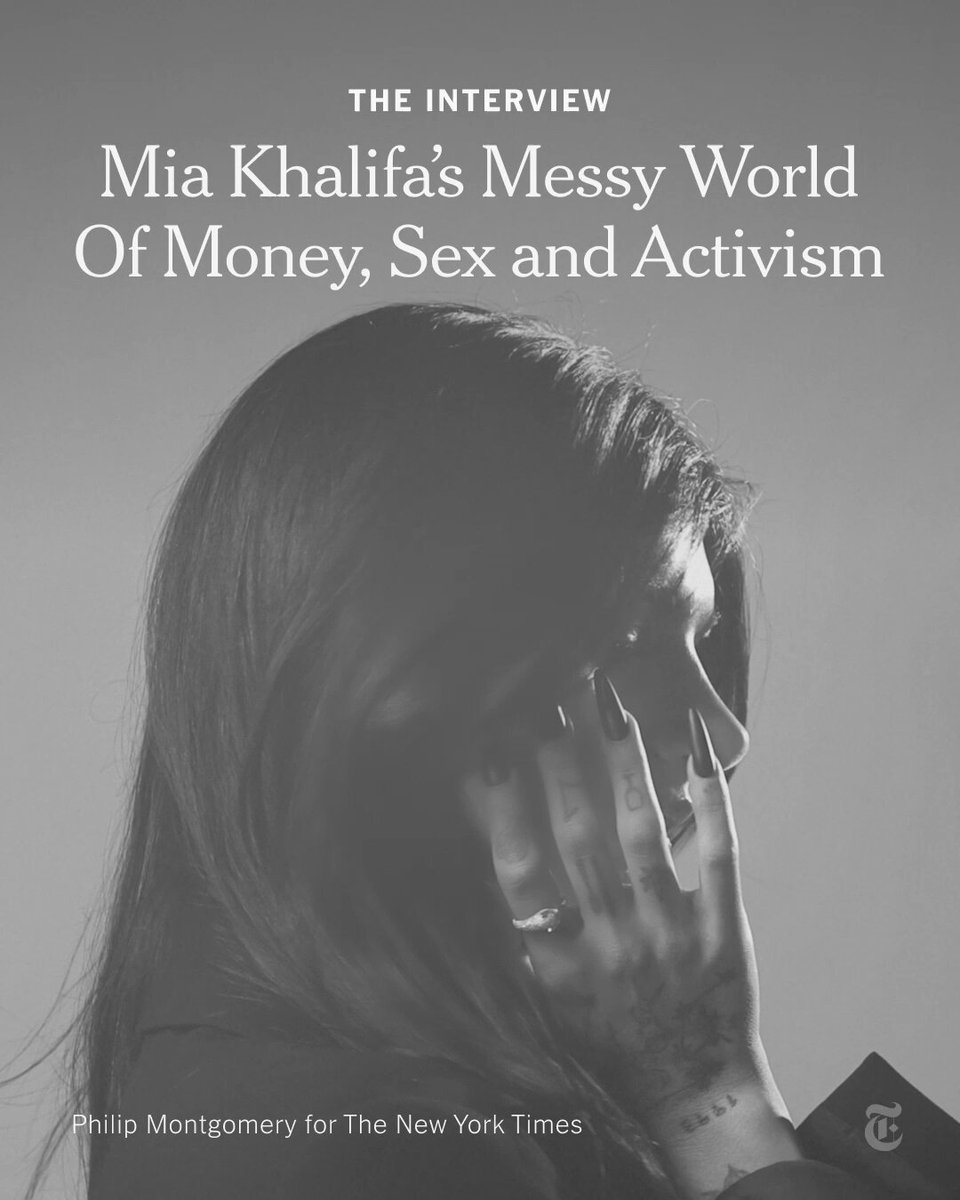 THE INTERVIEW
Mia Khalifa’s Messy World
Of Money, Sex and Activism
Philip Montgomery for The New York Times
T